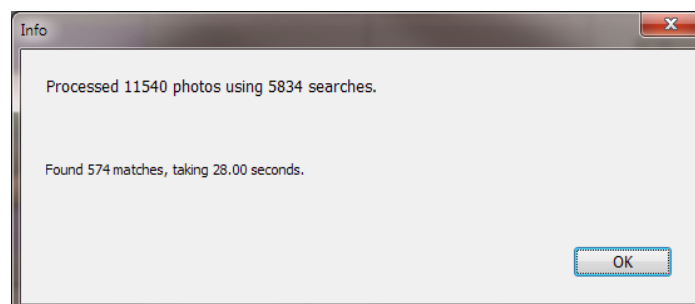 Info
Processed 11540 photos using 5834 searches.
Found 574 matches, taking 28.00 seconds.
OK